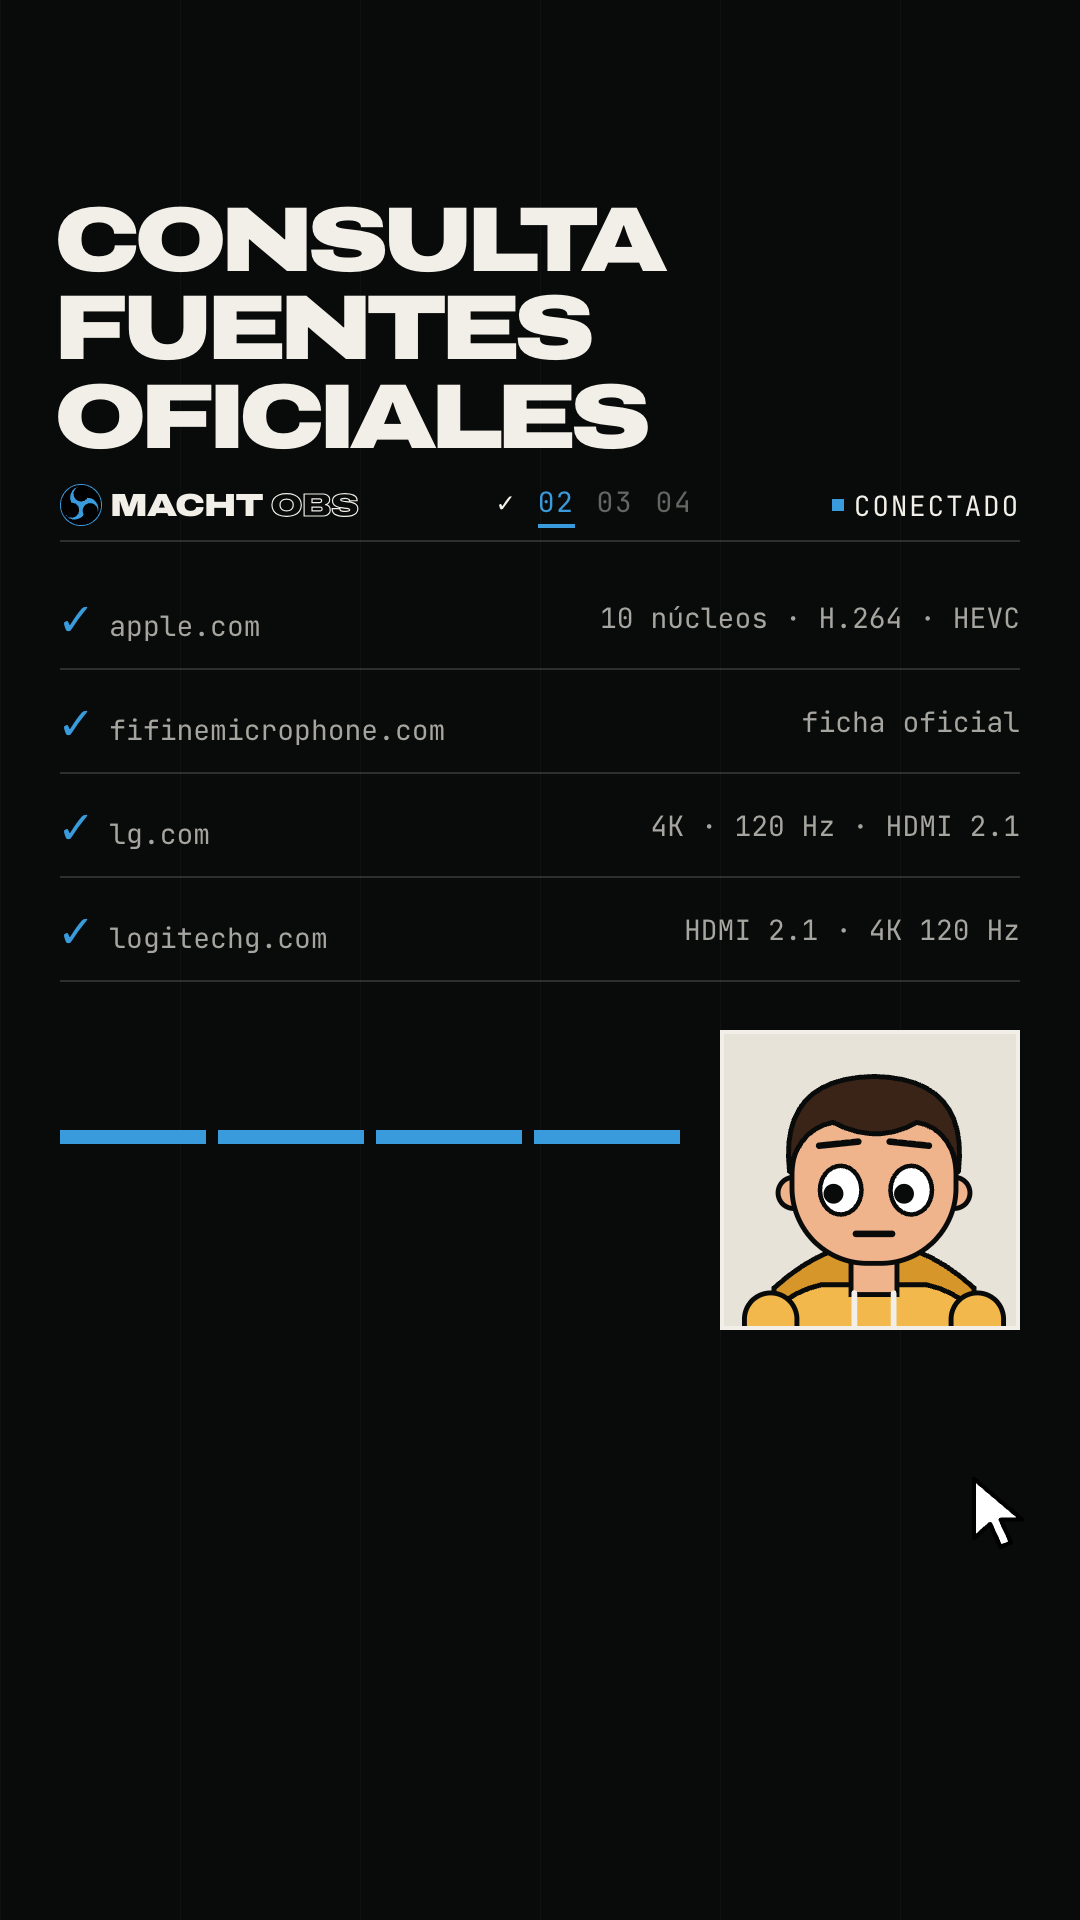 CONSULTA
FUENTES
OFICIALES
MACHT OBS ✓ 02 03 04 CONECTADO
✓ apple.com 10 núcleos · H.264 · HEVC
✓ fifinemicrophone.com ficha oficial
✓ lg.com 4K · 120 Hz · HDMI 2.1
✓ logitechg.com HDMI 2.1 · 4K 120 Hz